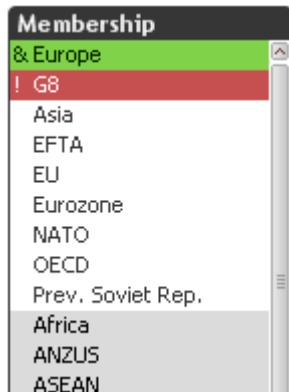 Membership
& Europe
! G8
Asia
EFTA
EU
Eurozone
NATO
OECD
Prev. Soviet Rep.
Africa
ANZUS
ASEAN